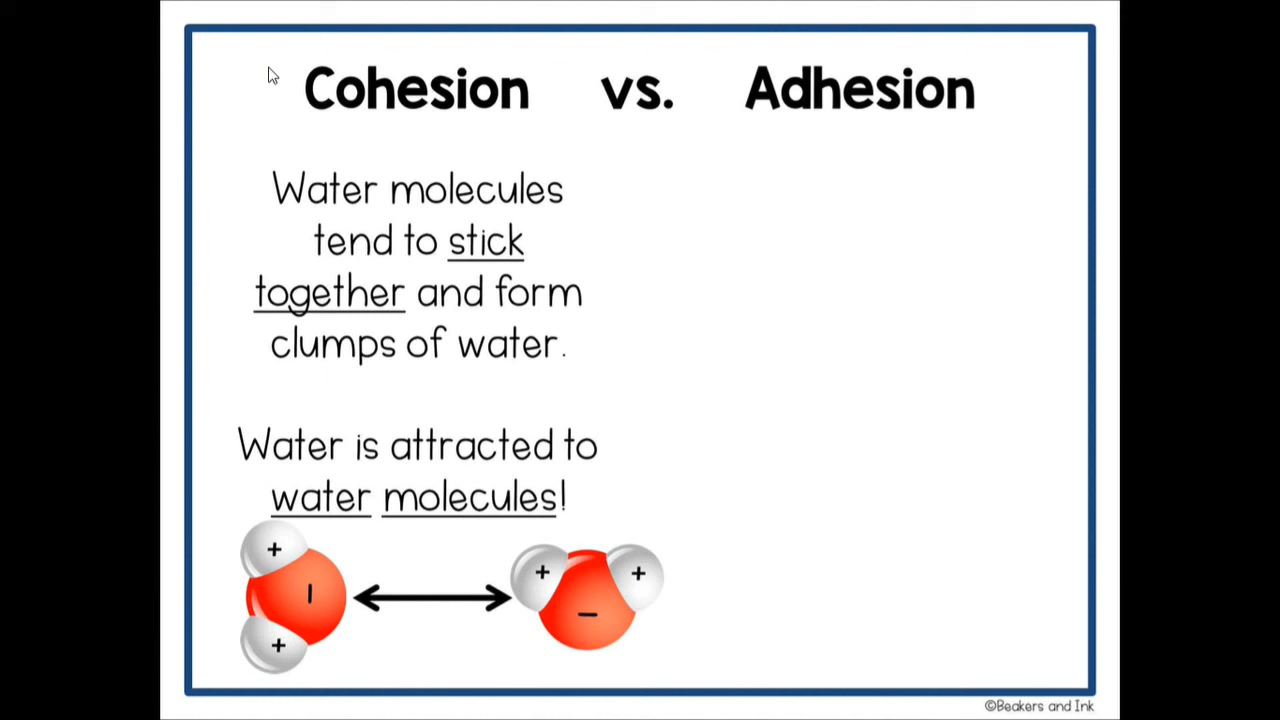 Cohesion vs. Adhesion
Water molecules
tend to stick
together and form
clumps of water.
Water is attracted to
water molecules!
+
+
–
+
+
–
©Beakers and Ink